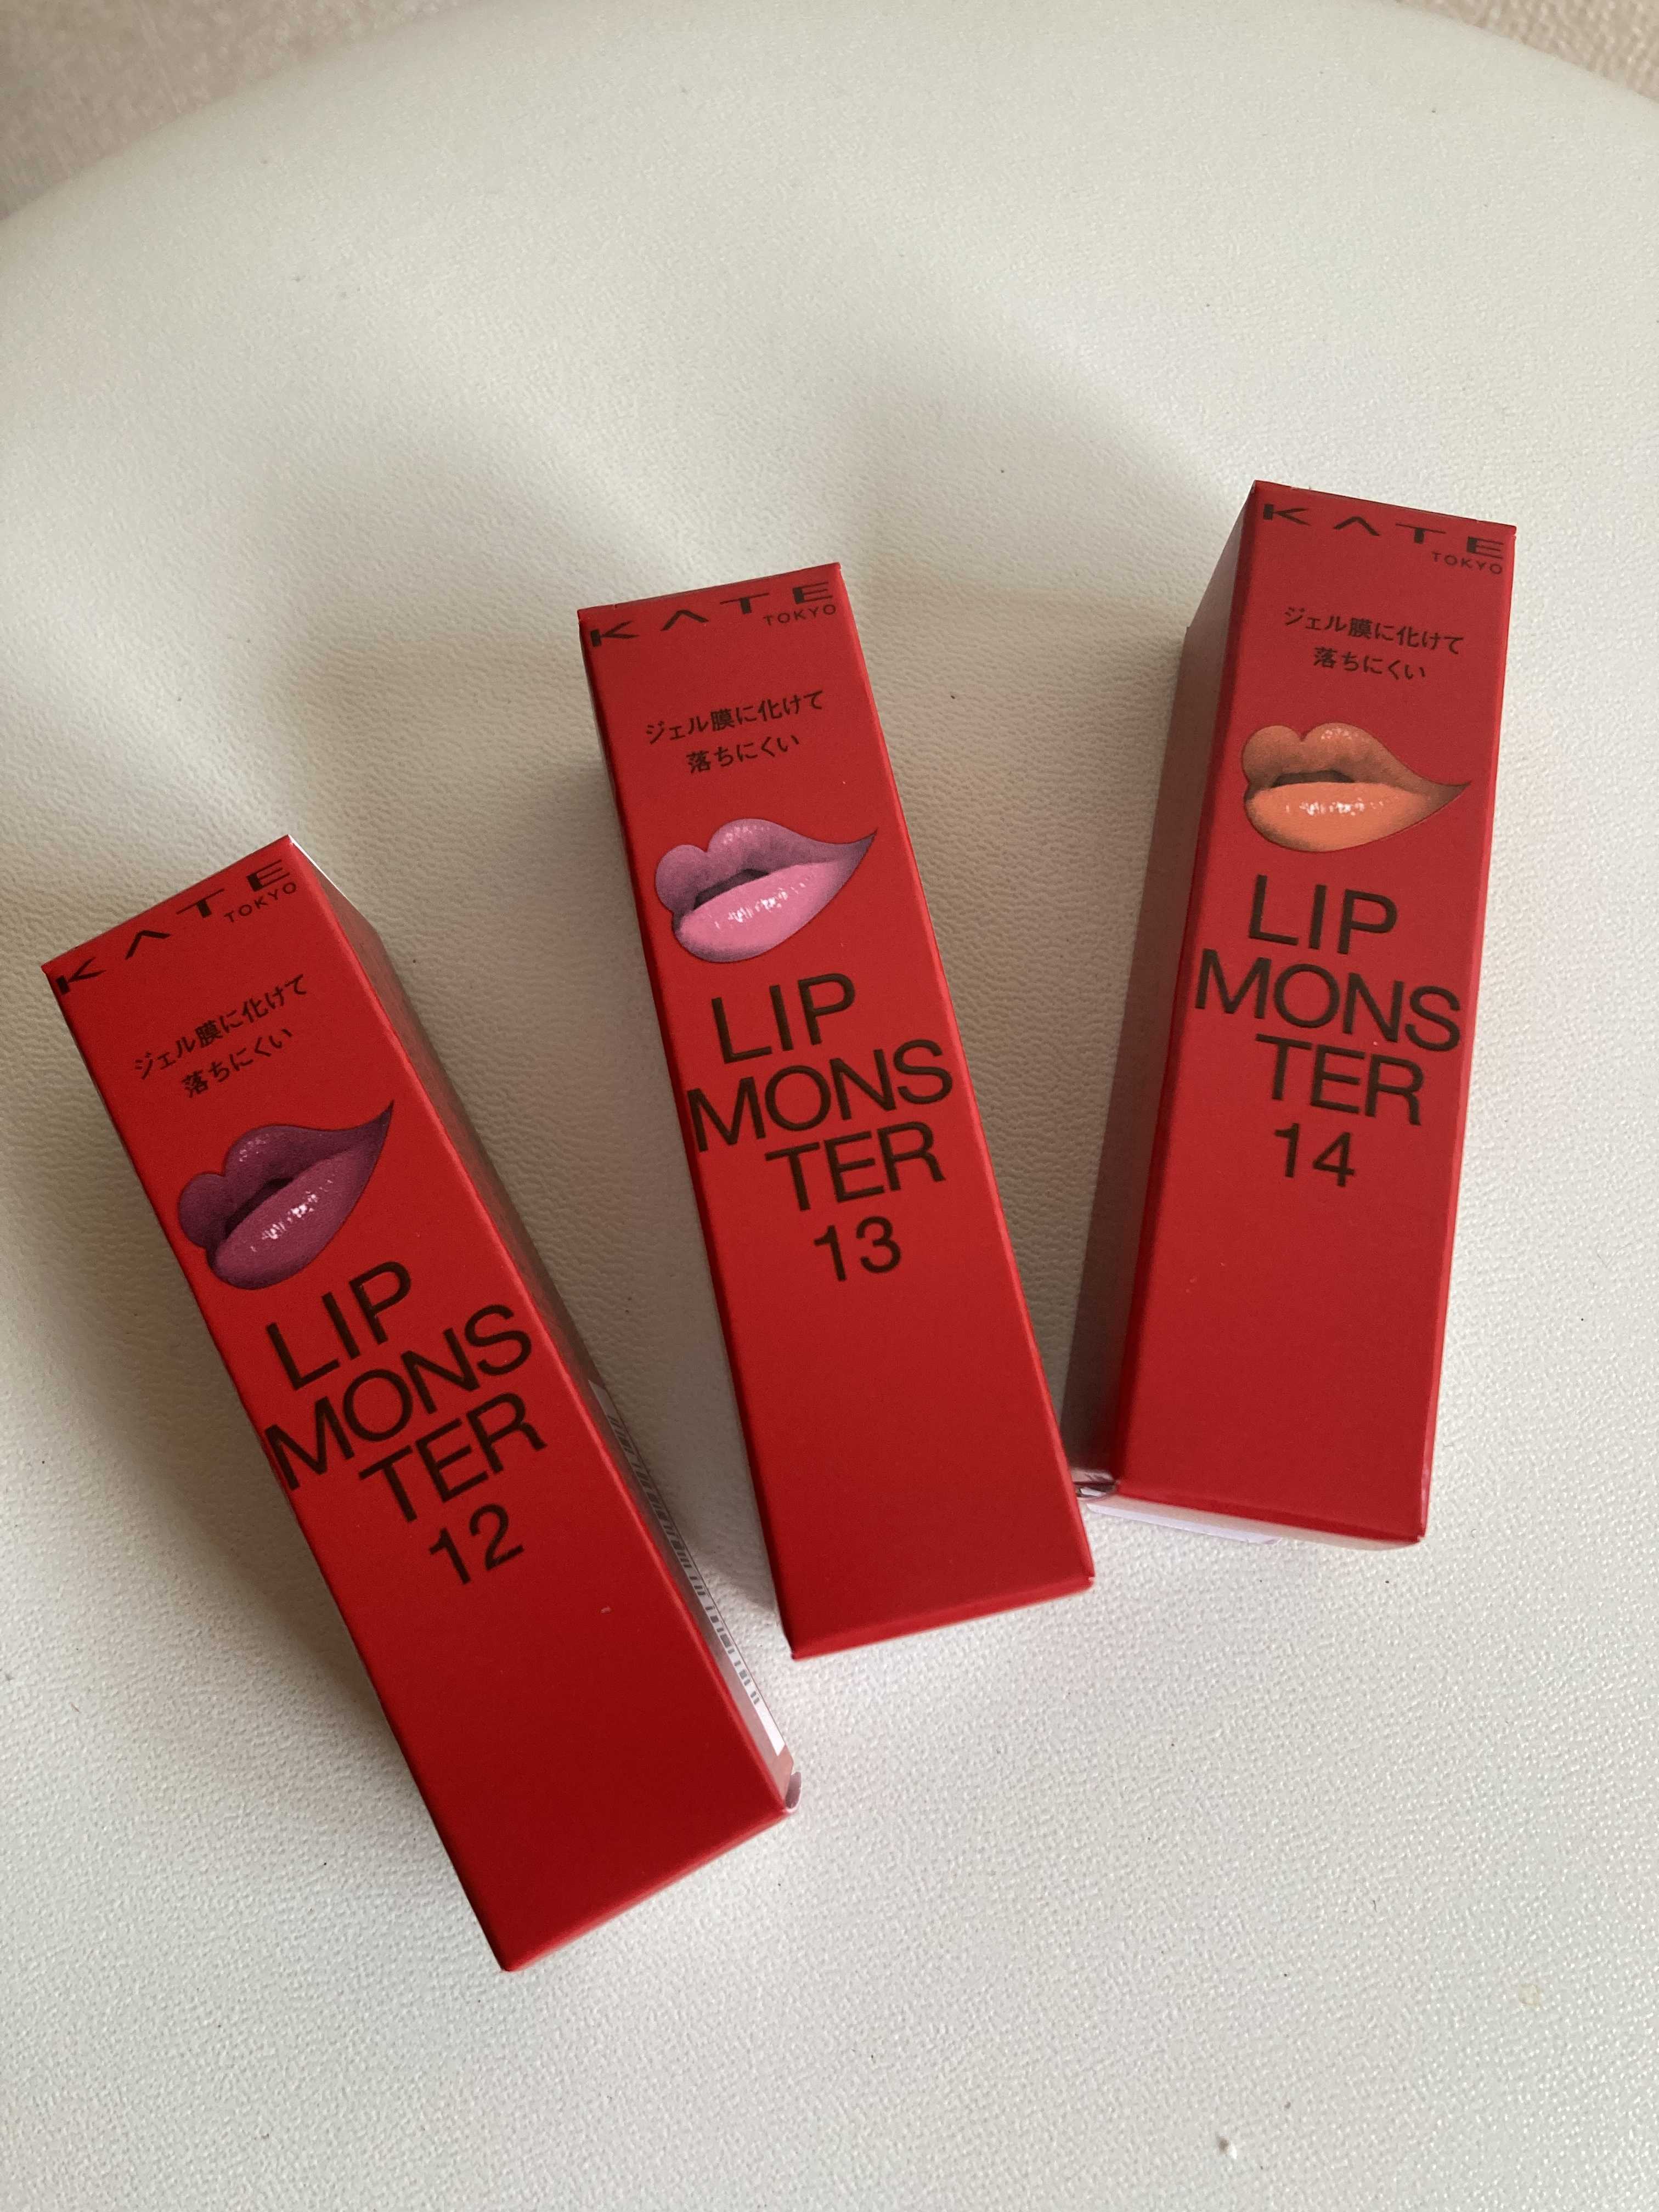 KATE
TOKYO
ジェル膜に化けて
落ちにくい
LIP
MONS
TER
12
KATE
TOKYO
ジェル膜に化けて
落ちにくい
LIP
MONS
TER
13
KATE
TOKYO
ジェル膜に化けて
落ちにくい
LIP
MONS
TER
14